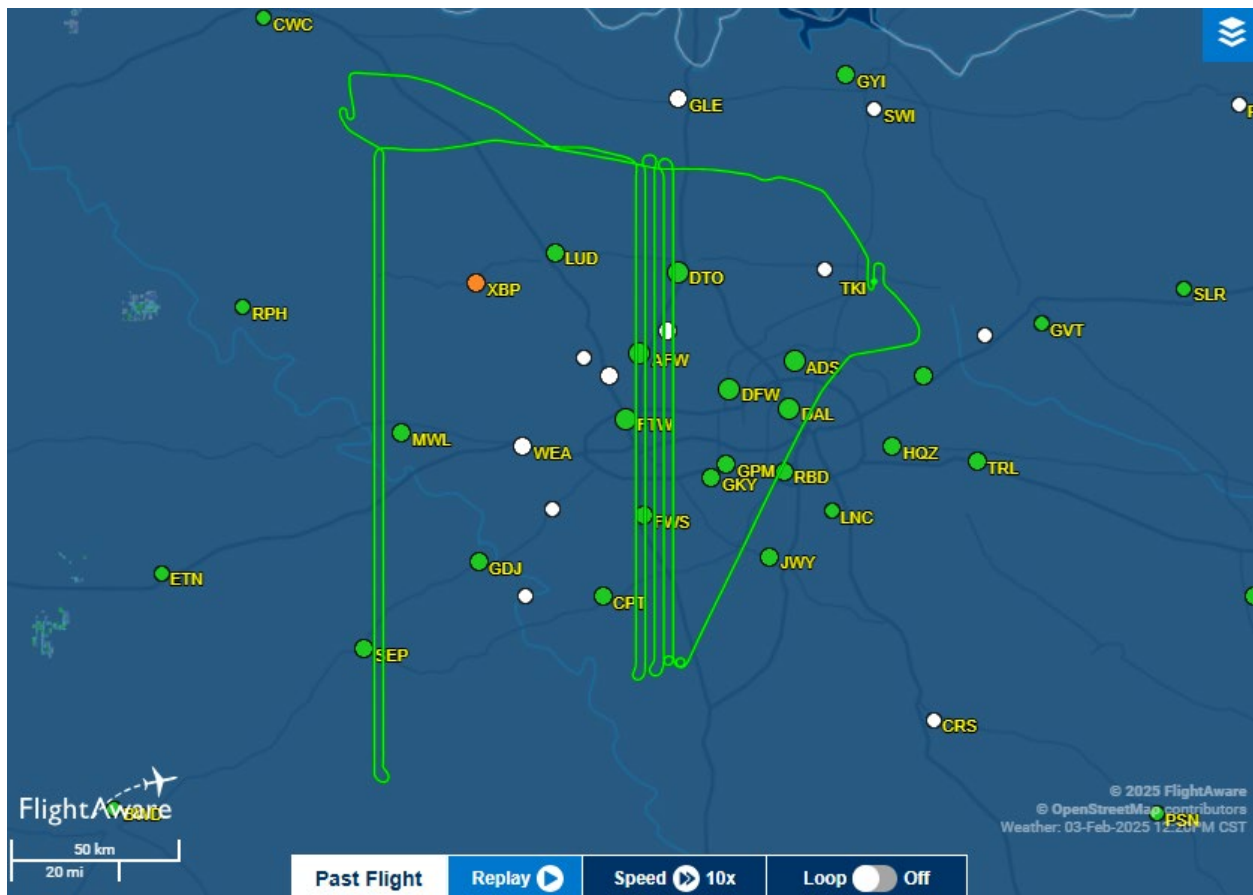 CWC
GYI
GLE
SWI
LUD
DTO
XBP
TKI
SLR
RPH
GVT
AFW
ADS
DFW
DAL
FTW
MWL
WEA
HQZ
GPM
TRL
GKY
RBD
FWS
LNC
JWY
GDJ
ETN
CPT
SEP
CRS
FlightAware
BWD
PSN
© 2025 FlightAware
© OpenStreetMap contributors
Weather: 03-Feb-2025 12:20PM CST
50 km
20 mi
Past Flight
Replay
Speed 10x
Loop Off